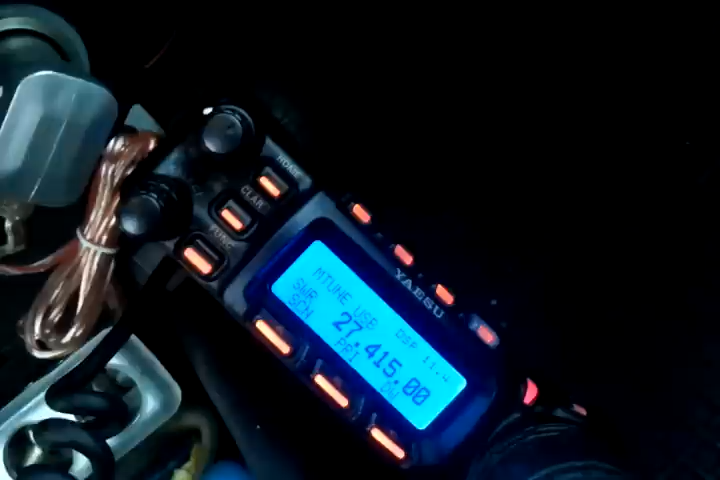 HOME
CLAR
FUNC
YAESU
MTUNE USB DSP 11.4
SWR 27.415.00
SCN PRI DW